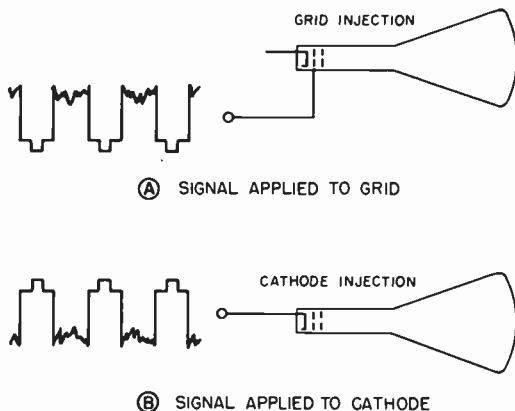 GRID INJECTION
Ⓐ SIGNAL APPLIED TO GRID
CATHODE INJECTION
Ⓑ SIGNAL APPLIED TO CATHODE